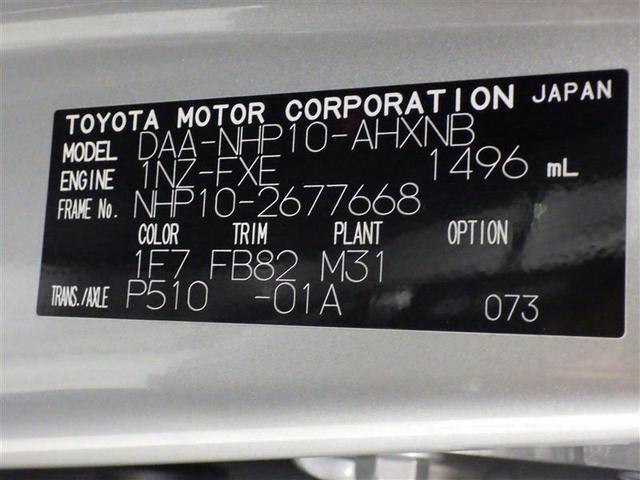 TOYOTA MOTOR CORPORATION JAPAN
MODEL DAA-NHP10-AHXNB
ENGINE 1NZ-FXE 1496 mL
FRAME No. NHP10-2677668
COLOR TRIM PLANT OPTION
1F7 FB82 M31
TRANS./AXLE P510 -01A 073